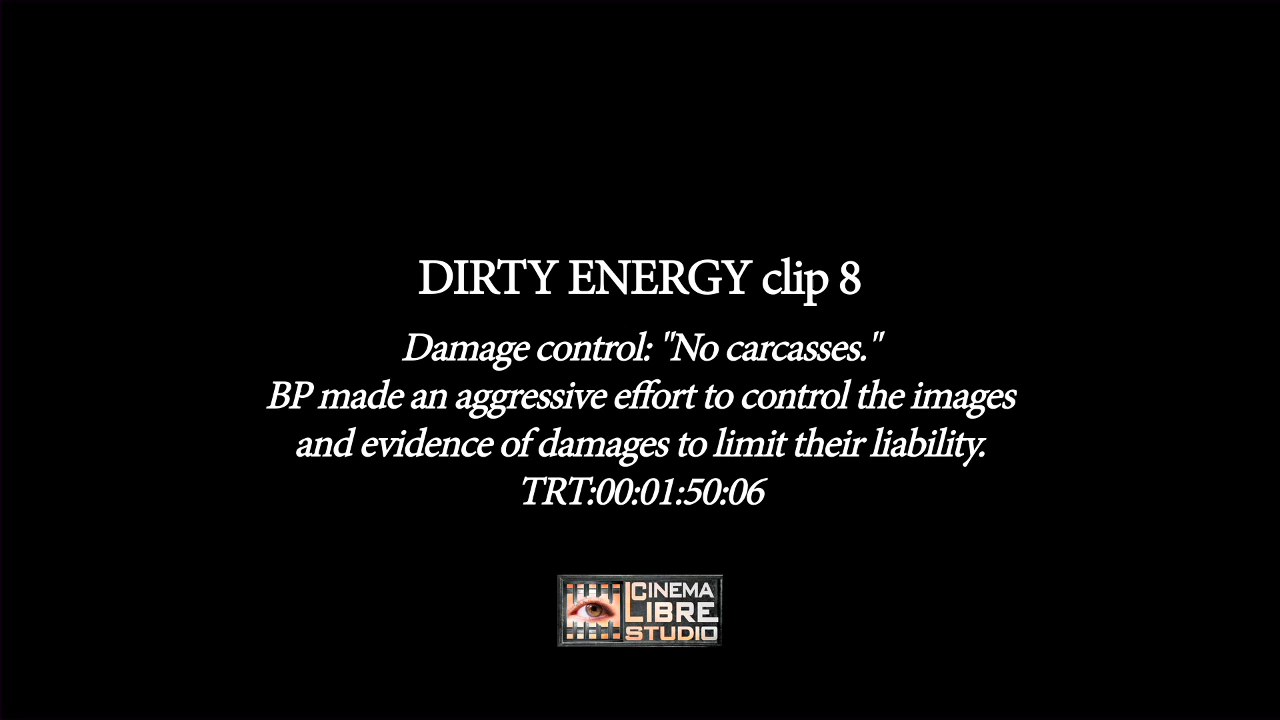 DIRTY ENERGY clip 8
Damage control: "No carcasses."
BP made an aggressive effort to control the images
and evidence of damages to limit their liability.
TRT:00:01:50:06
CINEMA
LIBRE
STUDIO